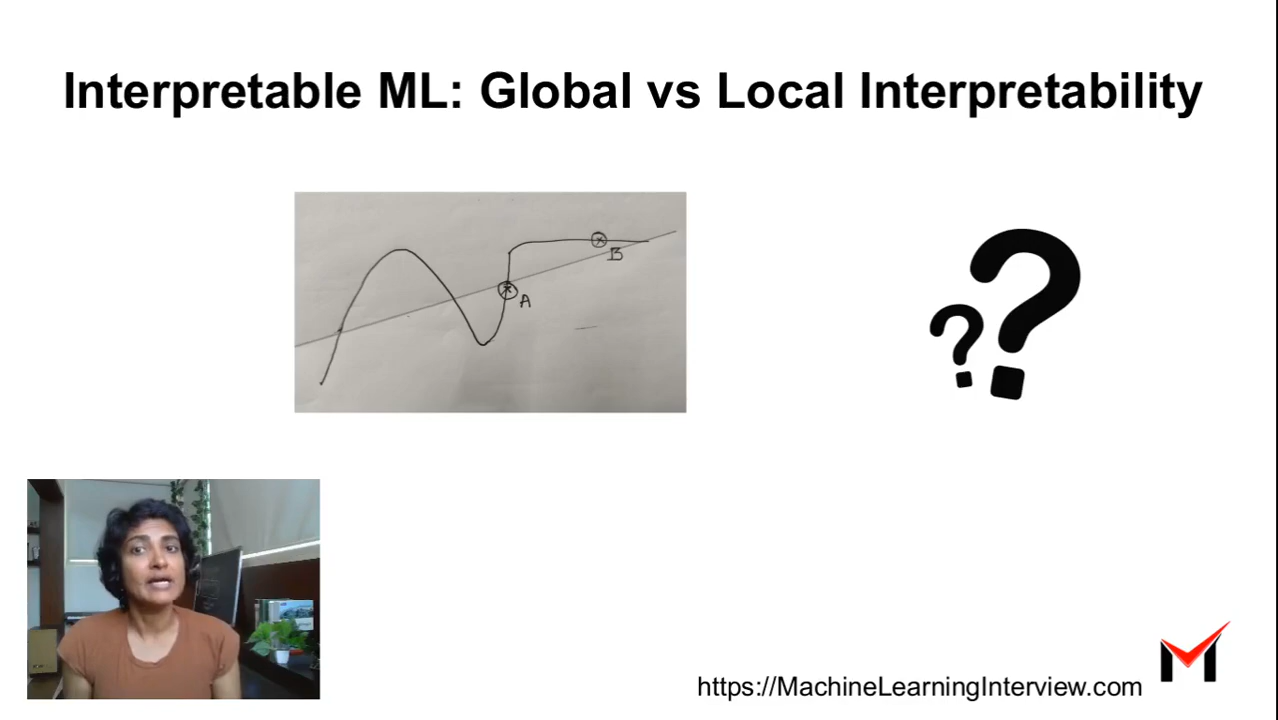 Interpretable ML: Global vs Local Interpretability
B
A
https://MachineLearningInterview.com